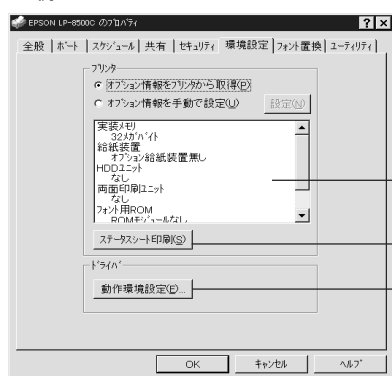 EPSON LP-8500C のプロパティ
全般 ポート スケジュール 共有 セキュリティ 環境設定 フォント置換 ユーティリティ
プリンタ
オプション情報をプリンタから取得(P)
オプション情報を手動で設定(U) 設定(N)
実装メモリ
32メガバイト
給紙装置
オプション給紙装置無し
HDDユニット
なし
両面印刷ユニット
なし
フォント用ROM
ROMモジュールなし
ステータスシート印刷(S)
ドライバ
動作環境設定(E)...
OK キャンセル ヘルプ